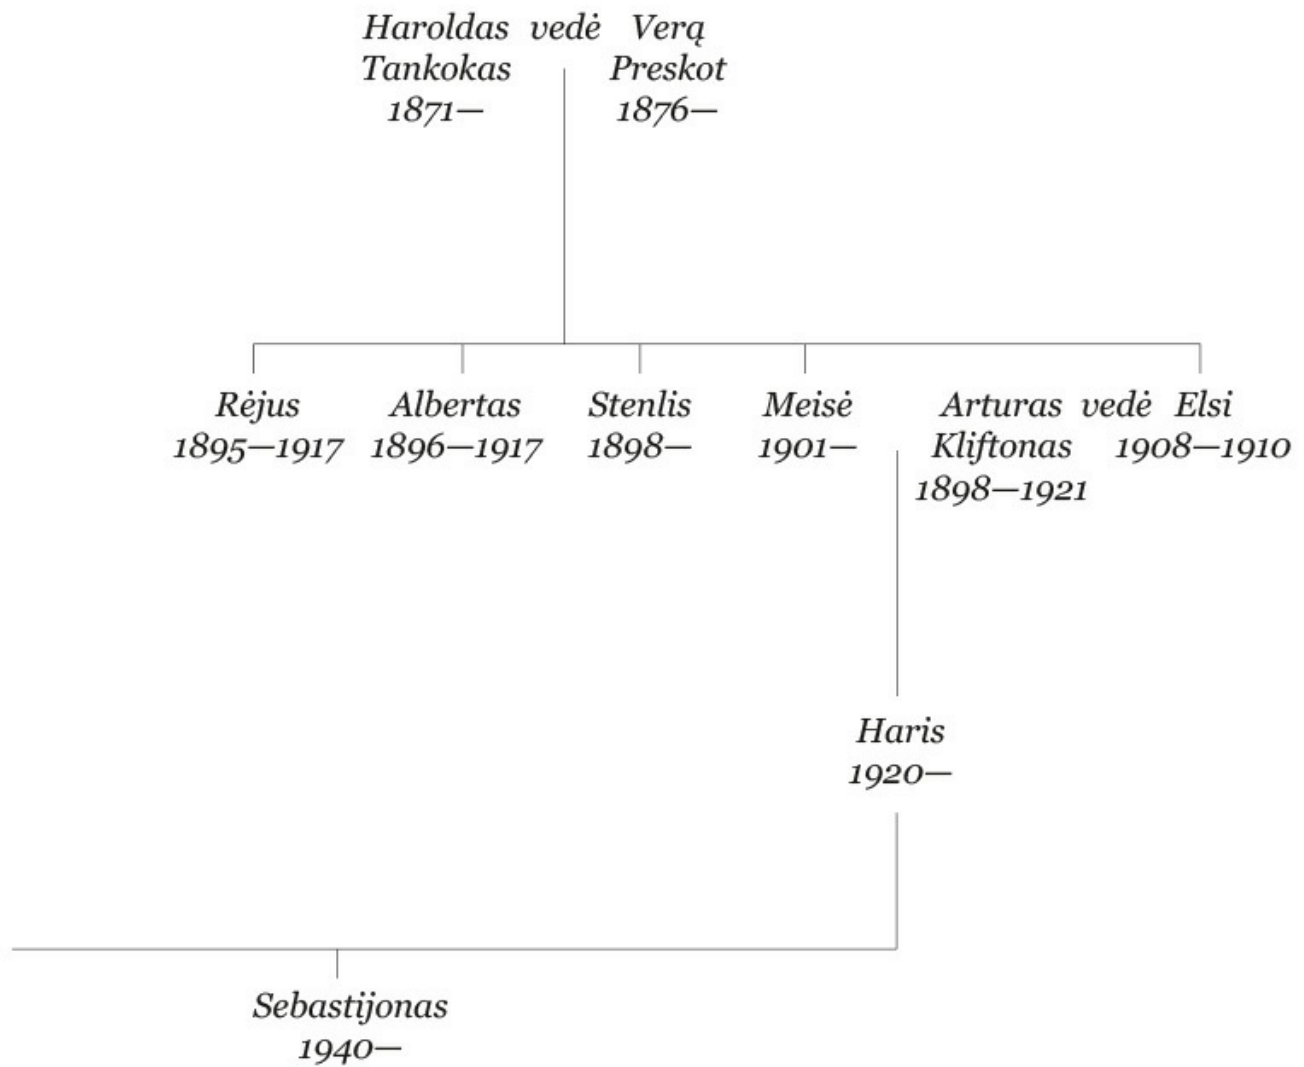 Haroldas vedė Verą
Tankokas Preskot
1871— 1876—
Rėjus Albertas Stenlis Meisė Arturas vedė Elsi
1895—1917 1896—1917 1898— 1901— Kliftonas 1908—1910
1898—1921
Haris
1920—
Sebastijonas
1940—